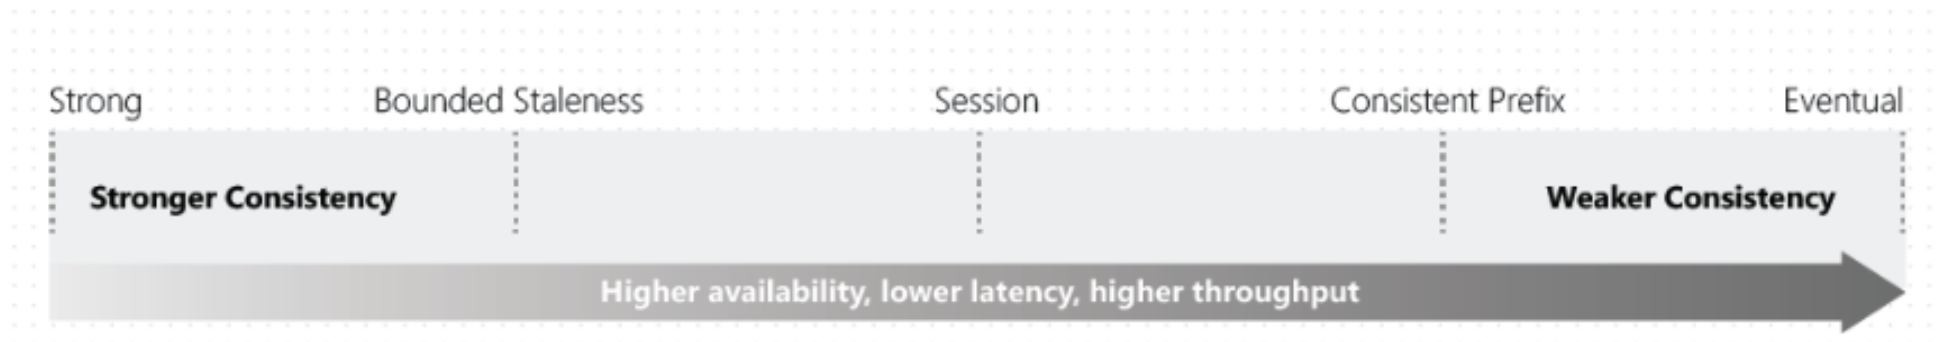 Strong Bounded Staleness Session Consistent Prefix Eventual
Stronger Consistency Weaker Consistency
Higher availability, lower latency, higher throughput